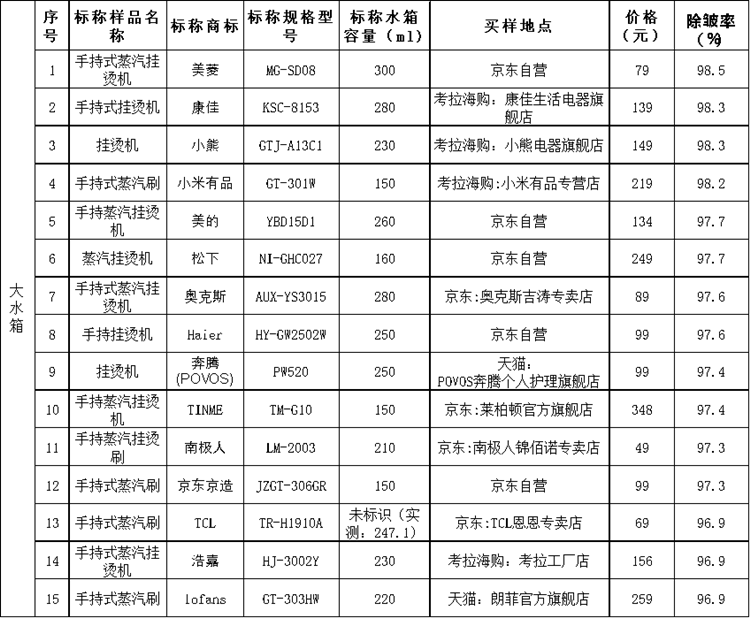 大水箱
序号 标称样品名称 标称商标 标称规格型号 标称水箱容量（ml） 买样地点 价格（元） 除皱率（%）
1 手持式蒸汽挂烫机 美菱 MG-SD08 300 京东自营 79 98.5
2 手持式挂烫机 康佳 KSC-8153 280 考拉海购：康佳生活电器旗舰店 139 98.3
3 挂烫机 小熊 GTJ-A13C1 230 考拉海购：小熊电器旗舰店 149 98.3
4 手持式蒸汽刷 小米有品 GT-301W 150 考拉海购:小米有品专营店 219 98.2
5 手持蒸汽挂烫机 美的 YBD15D1 260 京东自营 134 97.7
6 蒸汽挂烫机 松下 NI-GHC027 160 京东自营 249 97.7
7 手持式蒸汽挂烫机 奥克斯 AUX-YS3015 280 京东:奥克斯吉涛专卖店 89 97.6
8 手持挂烫机 Haier HY-GW2502W 250 京东自营 99 97.6
9 挂烫机 奔腾(POVOS) PW520 250 天猫：POVOS奔腾个人护理旗舰店 99 97.4
10 手持蒸汽挂烫机 TINME TM-G10 150 京东:莱柏顿官方旗舰店 348 97.4
11 手持蒸汽挂烫刷 南极人 LM-2003 210 京东:南极人锦佰诺专卖店 49 97.3
12 手持式蒸汽刷 京东京造 JZGT-306GR 150 京东自营 99 97.3
13 手持式蒸汽刷 TCL TR-H1910A 未标识（实测：247.1） 京东:TCL恩恩专卖店 69 96.9
14 手持式蒸汽挂烫机 浩嘉 HJ-3002Y 230 考拉海购：考拉工厂店 156 96.9
15 手持式蒸汽刷 lofans GT-303HW 220 天猫：朗菲官方旗舰店 259 96.9